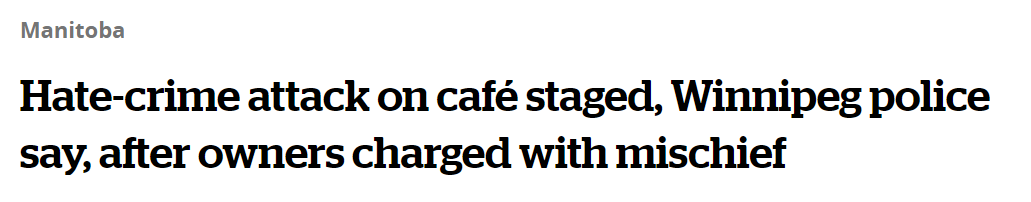 Manitoba
Hate-crime attack on café staged, Winnipeg police
say, after owners charged with mischief